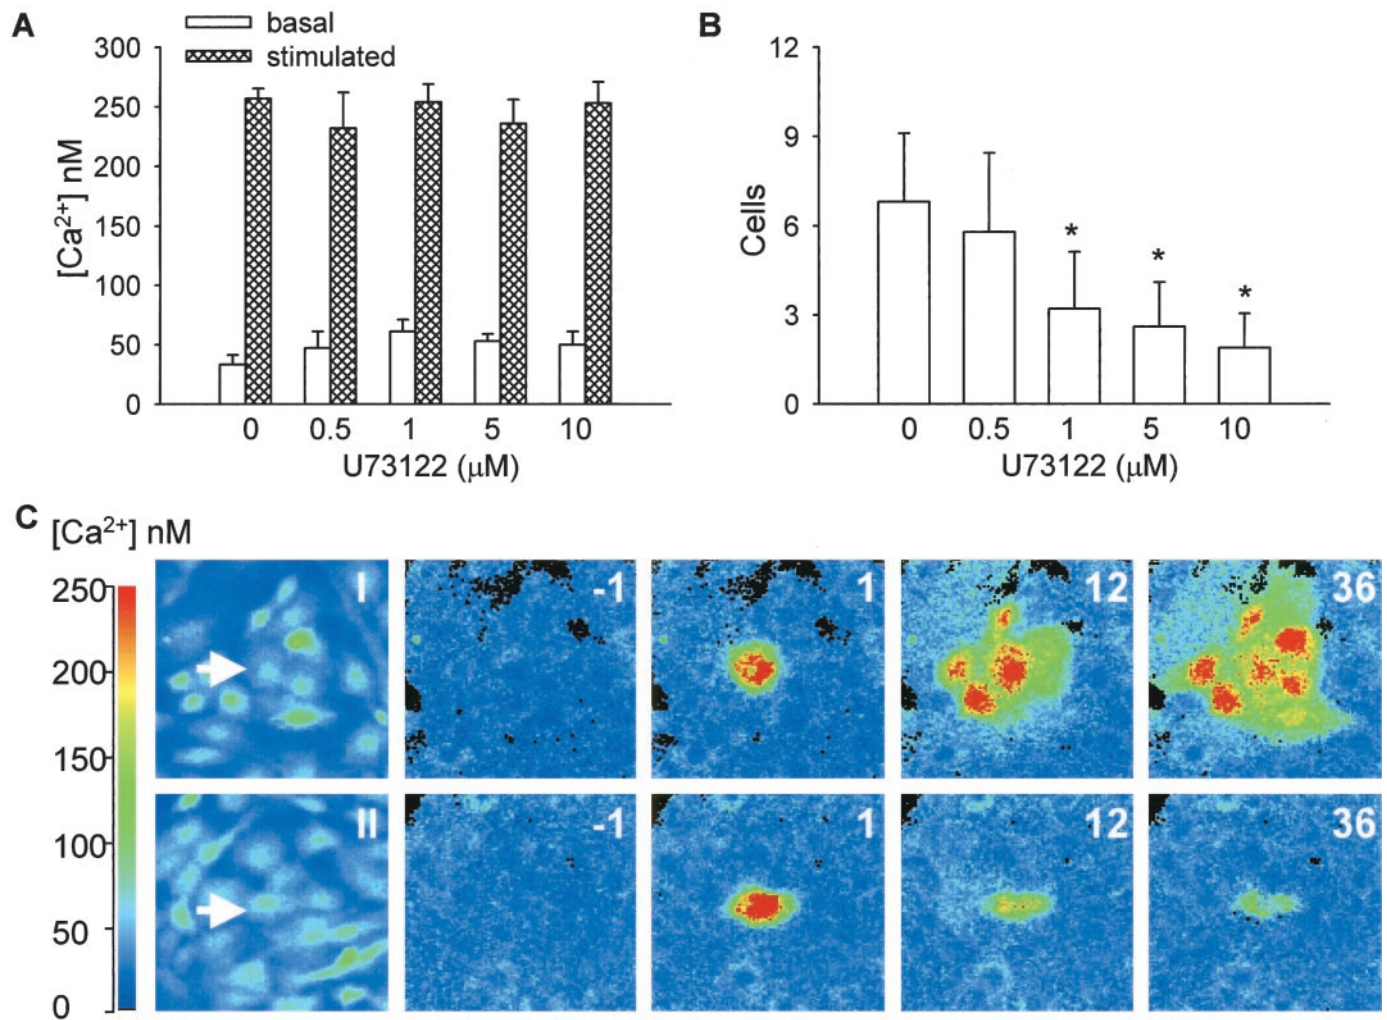 A
basal
stimulated
300
250
200
150
100
50
0
[Ca²⁺] nM
0 0.5 1 5 10
U73122 (μM)
B
12
9
6
3
0
Cells
* * *
0 0.5 1 5 10
U73122 (μM)
C
[Ca²⁺] nM
250
200
150
100
50
0
I -1 1 12 36
II -1 1 12 36